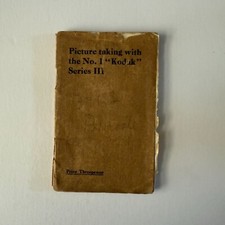 Picture taking with
the No. 1 "Kodak"
Series III